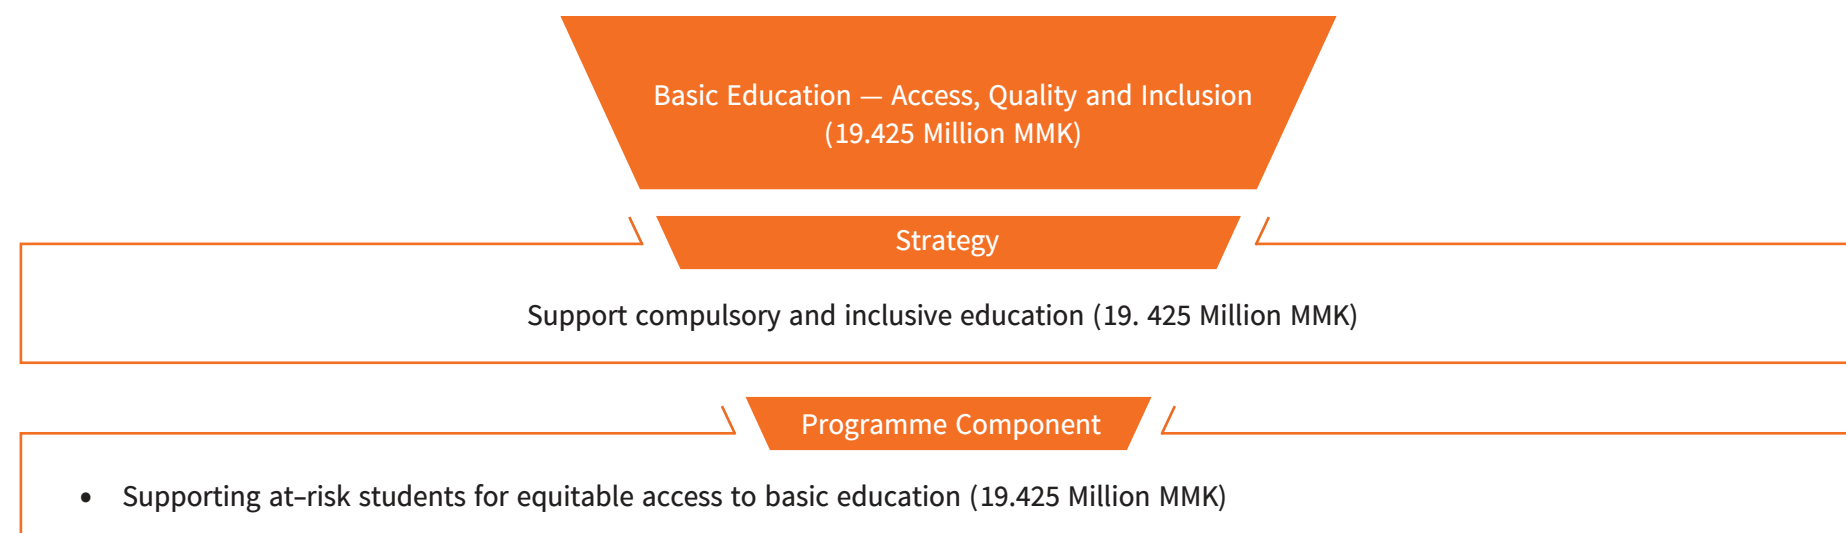 Basic Education — Access, Quality and Inclusion
(19.425 Million MMK)
Strategy
Support compulsory and inclusive education (19. 425 Million MMK)
Programme Component
• Supporting at–risk students for equitable access to basic education (19.425 Million MMK)